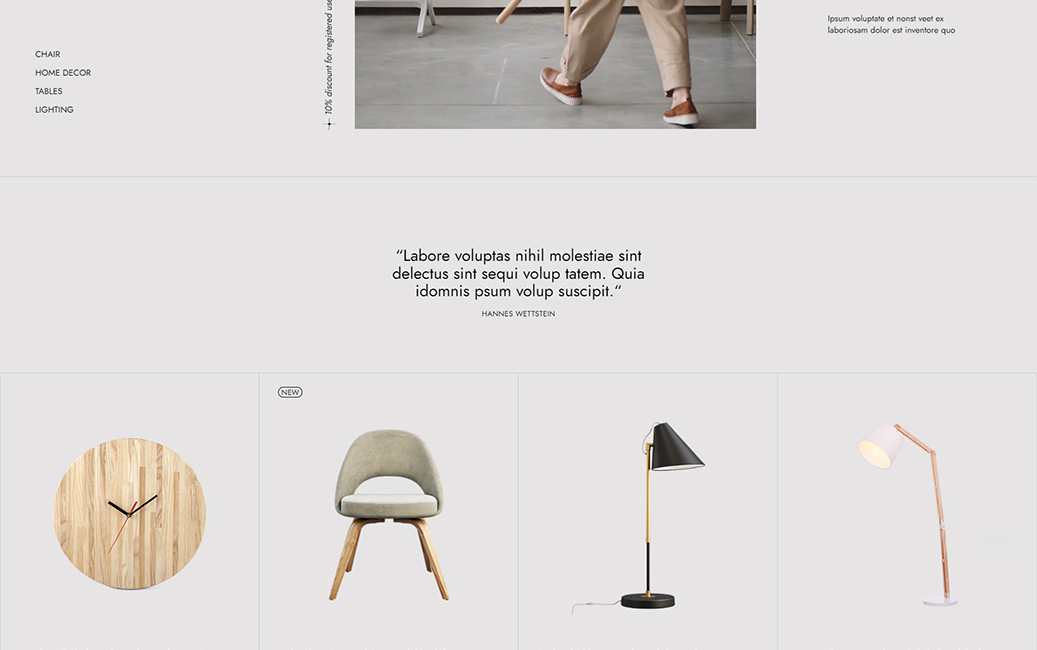 CHAIR
HOME DECOR
TABLES
LIGHTING
10% discount for registered use
Ipsum voluptate et nonst veet ex
laboriosam dolor est inventore quo
“Labore voluptas nihil molestiae sint
delectus sint sequi volup tatem. Quia
idomnis psum volup suscipit.“
HANNES WETTSTEIN
NEW